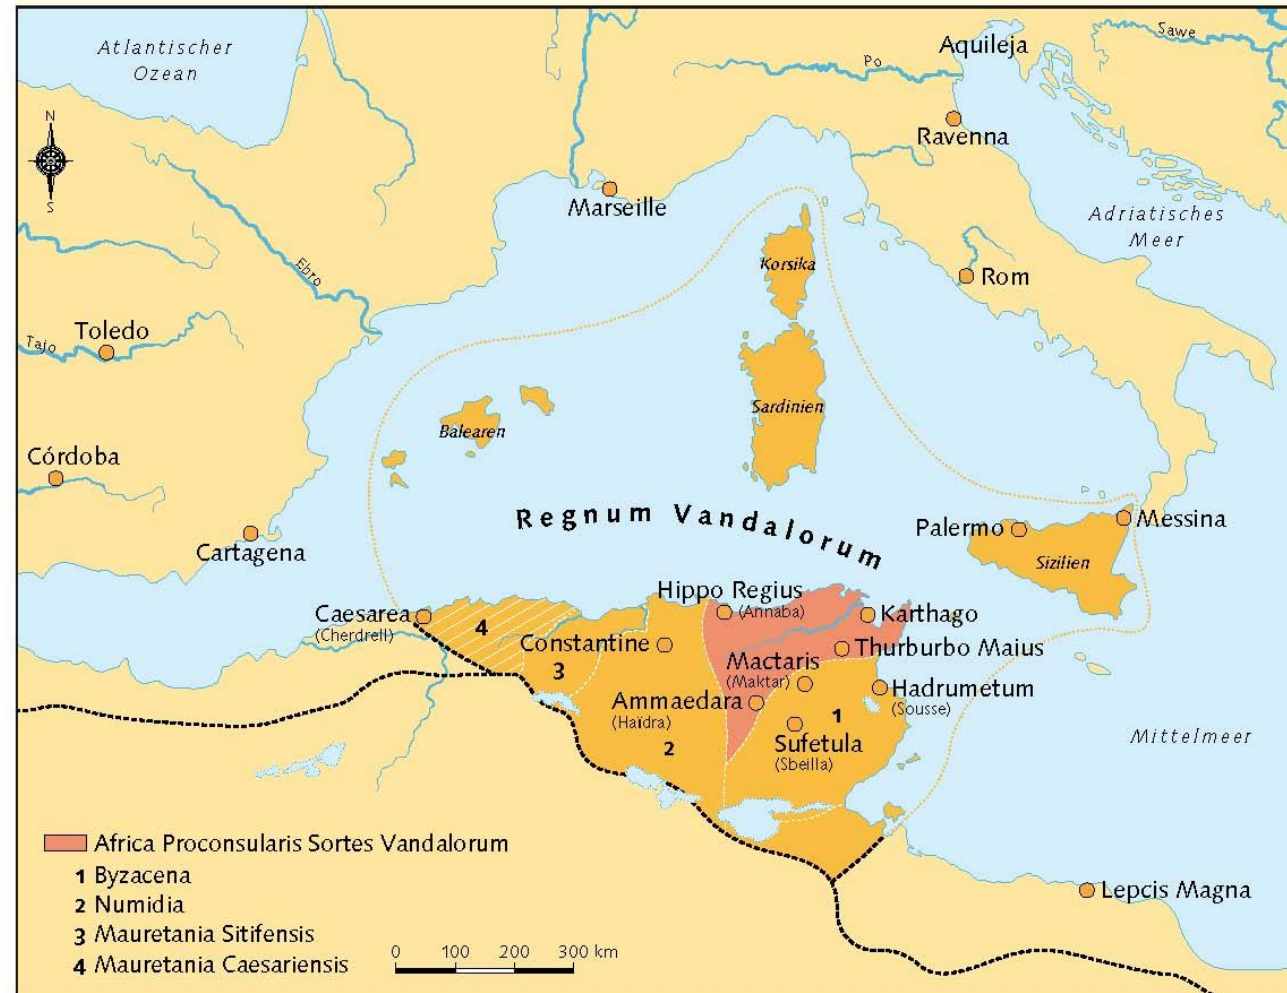 Atlantischer
Ozean
N
S
Aquileja
Sawe
Po
Ravenna
Marseille
Adriatisches
Meer
Korsika
Rom
Ebro
Toledo
Tajo
Sardinien
Balearen
Córdoba
Cartagena
Regnum Vandalorum
Palermo
Messina
Sizilien
Caesarea
(Cherdrell)
4
Hippo Regius
(Annaba)
Karthago
Constantine
3
Thurburbo Maius
Mactaris
(Maktar)
Ammaedara
(Haïdra)
Hadrumetum
(Sousse)
1
2
Sufetula
(Sbeilla)
Mittelmeer
Africa Proconsularis Sortes Vandalorum
1 Byzacena
2 Numidia
3 Mauretania Sitifensis
4 Mauretania Caesariensis
0 100 200 300 km
Lepcis Magna